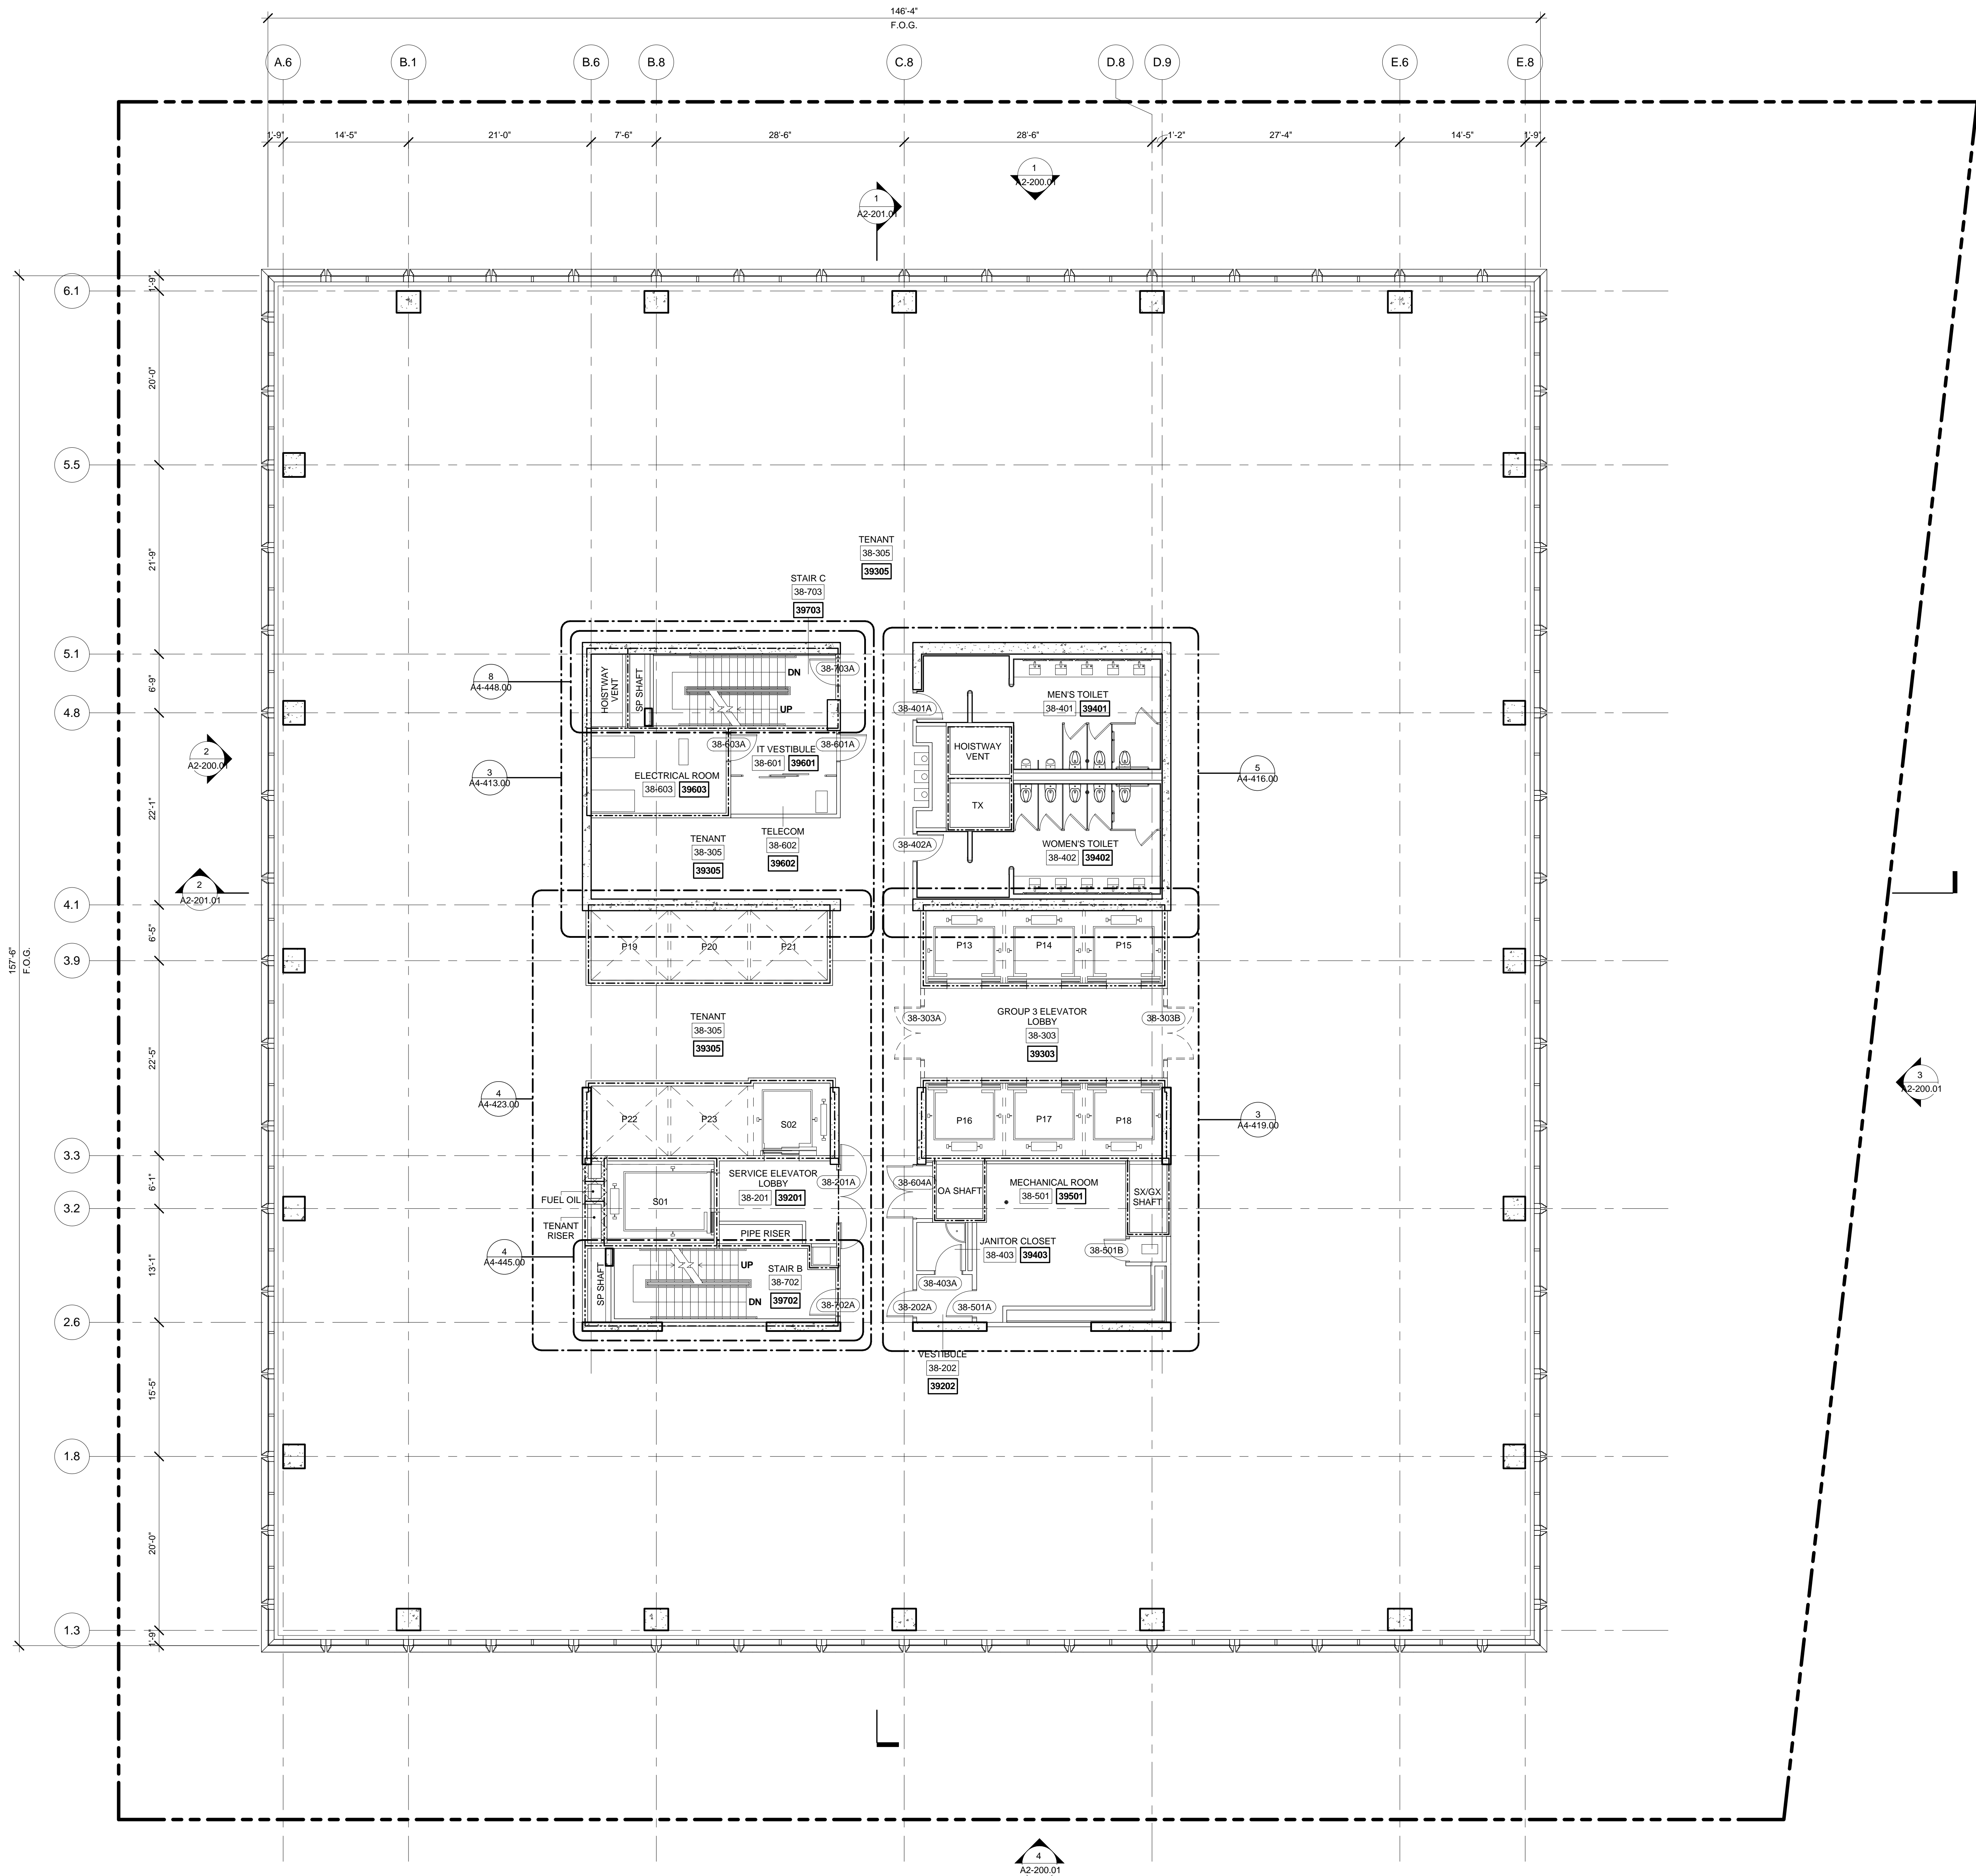 146'-4"
F.O.G.
A.6
B.1
B.6
B.8
C.8
D.8
D.9
E.6
E.8
1'-9"
14'-5"
21'-0"
7'-6"
28'-6"
28'-6"
1'-2"
27'-4"
14'-5"
1'-9"
1
A2-200.01
1
A2-201.01
157'-6"
F.O.G.
6.1
5.5
5.1
4.8
4.1
3.9
3.3
3.2
2.6
1.8
1.3
1'-9"
20'-0"
21'-9"
6'-9"
22'-1"
6'-5"
22'-5"
6'-1"
13'-1"
15'-5"
20'-0"
1'-9"
2
A2-200.01
2
A2-201.01
TENANT
38-305
39305
STAIR C
38-703
39703
8
A4-448.00
HOISTWAY
VENT
SP SHAFT
DN
UP
38-703A
38-603A
38-601A
IT VESTIBULE
38-601 39601
3
A4-413.00
ELECTRICAL ROOM
38-603 39603
TELECOM
38-602
39602
TENANT
38-305
39305
MEN'S TOILET
38-401 39401
38-401A
HOISTWAY
VENT
TX
38-402A
WOMEN'S TOILET
38-402 39402
5
A4-416.00
P19
P20
P21
P13
P14
P15
TENANT
38-305
39305
38-303A
GROUP 3 ELEVATOR
LOBBY
38-303
39303
38-303B
3
A2-200.01
4
A4-423.00
P22
P23
S02
P16
P17
P18
3
A4-419.00
SERVICE ELEVATOR
LOBBY
38-201 39201
38-201A
S01
FUEL OIL
TENANT
RISER
PIPE RISER
38-604A
OA SHAFT
MECHANICAL ROOM
38-501 39501
SX/GX
SHAFT
4
A4-445.00
SP SHAFT
UP
DN
STAIR B
38-702
39702
38-702A
JANITOR CLOSET
38-403 39403
38-501B
38-403A
38-202A
38-501A
VESTIBULE
38-202
39202
4
A2-200.01